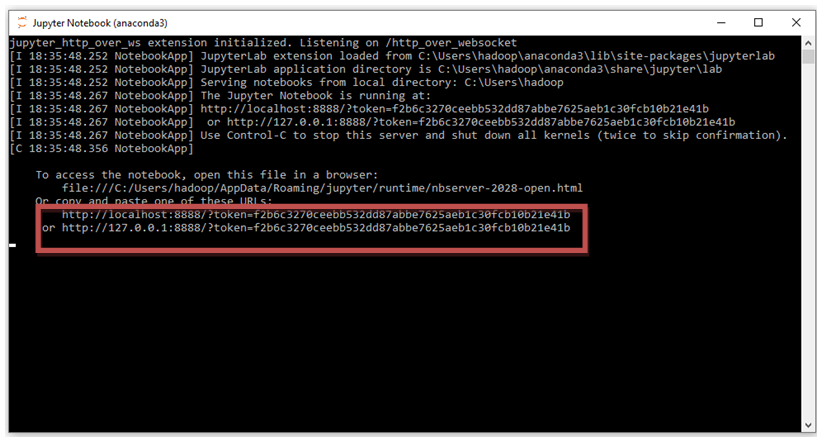 Jupyter Notebook (anaconda3)
jupyter_http_over_ws extension initialized. Listening on /http_over_websocket
[I 18:35:48.252 NotebookApp] JupyterLab extension loaded from C:\Users\hadoop\anaconda3\lib\site-packages\jupyterlab
[I 18:35:48.252 NotebookApp] JupyterLab application directory is C:\Users\hadoop\anaconda3\share\jupyter\lab
[I 18:35:48.252 NotebookApp] Serving notebooks from local directory: C:\Users\hadoop
[I 18:35:48.267 NotebookApp] The Jupyter Notebook is running at:
[I 18:35:48.267 NotebookApp] http://localhost:8888/?token=f2b6c3270ceebb532dd87abbe7625aeb1c30fcb10b21e41b
[I 18:35:48.267 NotebookApp]  or http://127.0.0.1:8888/?token=f2b6c3270ceebb532dd87abbe7625aeb1c30fcb10b21e41b
[I 18:35:48.267 NotebookApp] Use Control-C to stop this server and shut down all kernels (twice to skip confirmation).
[C 18:35:48.356 NotebookApp]
To access the notebook, open this file in a browser:
file:///C:/Users/hadoop/AppData/Roaming/jupyter/runtime/nbserver-2028-open.html
Or copy and paste one of these URLs:
http://localhost:8888/?token=f2b6c3270ceebb532dd87abbe7625aeb1c30fcb10b21e41b
or http://127.0.0.1:8888/?token=f2b6c3270ceebb532dd87abbe7625aeb1c30fcb10b21e41b